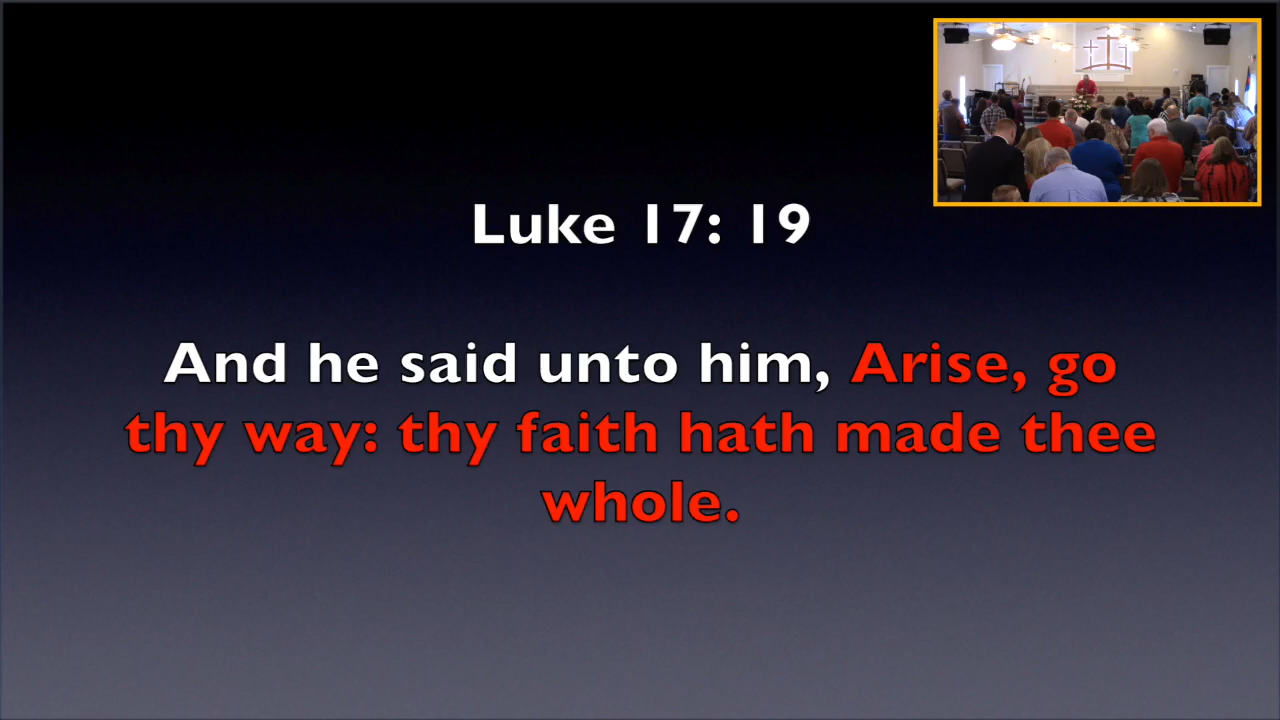 Luke 17: 19
And he said unto him, Arise, go
thy way: thy faith hath made thee
whole.